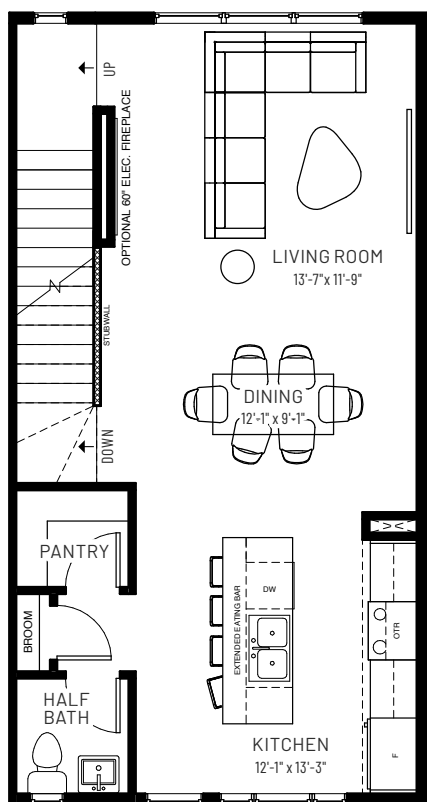 UP
OPTIONAL 60" ELEC. FIREPLACE
LIVING ROOM
13'-7" x 11'-9"
STUBWALL
DINING
12'-1" x 9'-1"
DOWN
PANTRY
BROOM
EXTENDED EATING BAR
DW
OTR
HALF
BATH
KITCHEN
12'-1" x 13'-3"
F